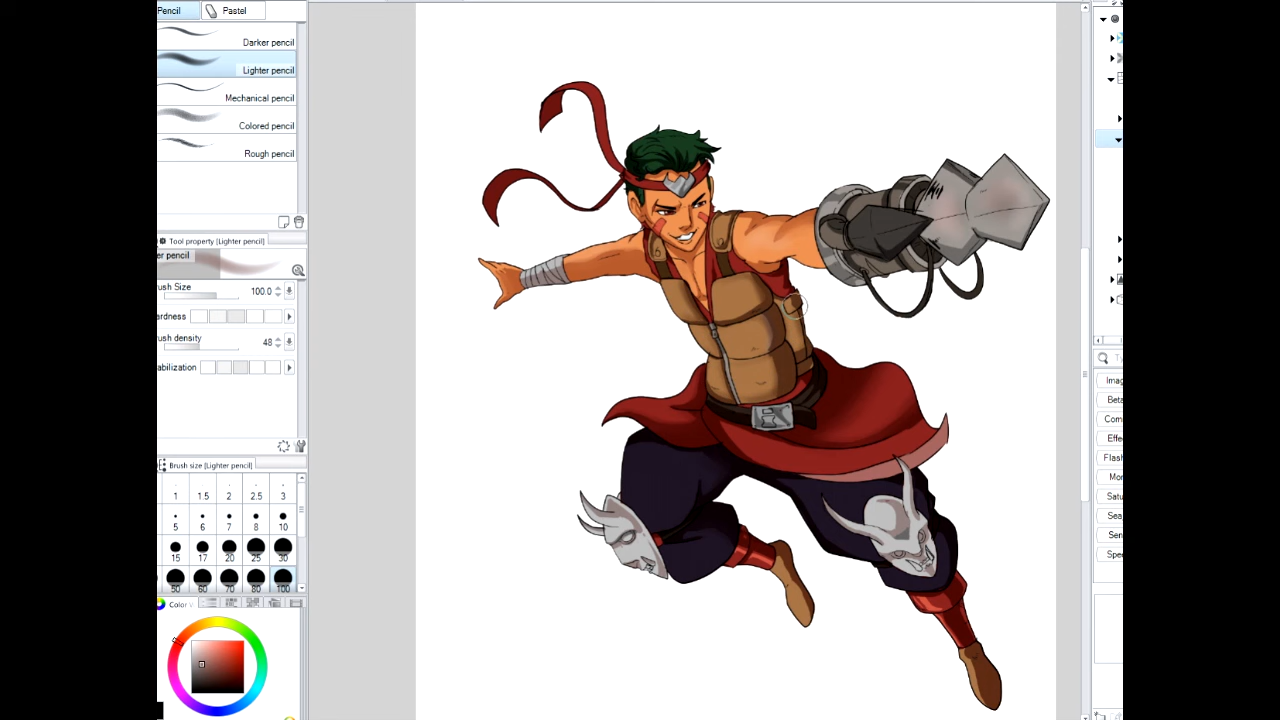 Pencil
Pastel
Darker pencil
Lighter pencil
Mechanical pencil
Colored pencil
Rough pencil
Tool property [Lighter pencil]
er pencil
ush Size 100.0
ardness
ush density 48
abilization
Brush size [Lighter pencil]
1 1.5 2 2.5 3
5 6 7 8 10
15 17 20 25 30
50 60 70 80 100
Color
Ty
Imag
Beta
Com
Effe
Flash
Mor
Satu
Sea
Sen
Spe